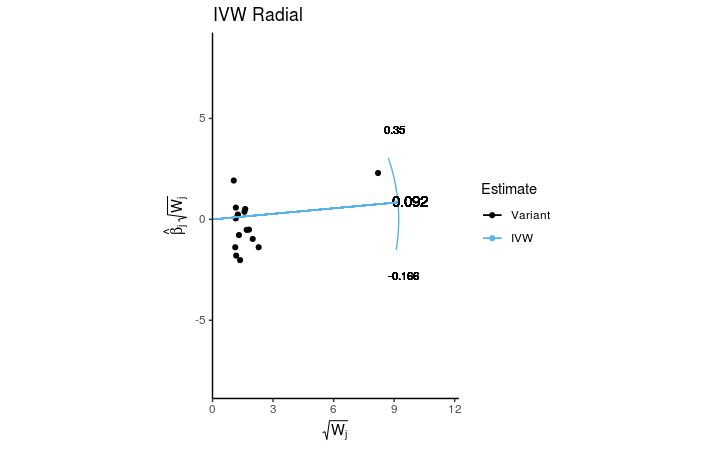 IVW Radial
5
0
-5
β̂j√Wj
0.35
0.092
-0.166
0
3
6
9
12
√Wj
Estimate
Variant
IVW